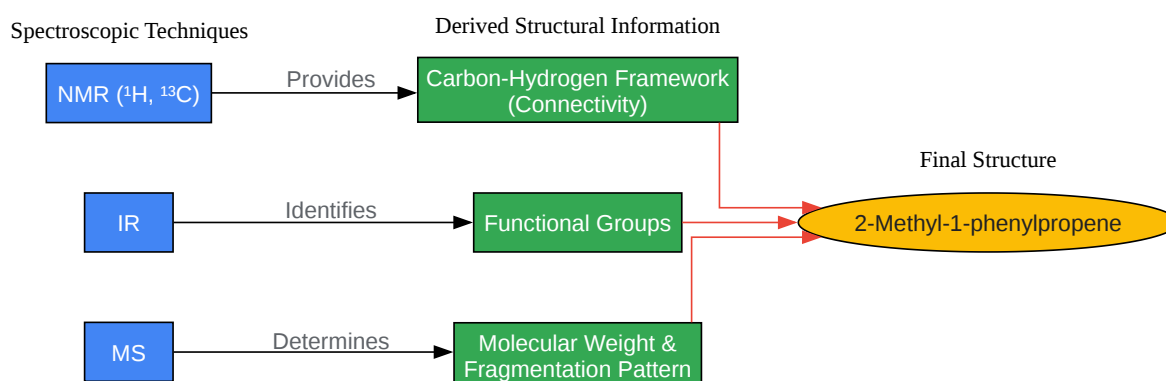 Spectroscopic Techniques
Derived Structural Information
NMR (¹H, ¹³C)
Provides
Carbon-Hydrogen Framework
(Connectivity)
Final Structure
IR
Identifies
Functional Groups
2-Methyl-1-phenylpropene
MS
Determines
Molecular Weight &
Fragmentation Pattern